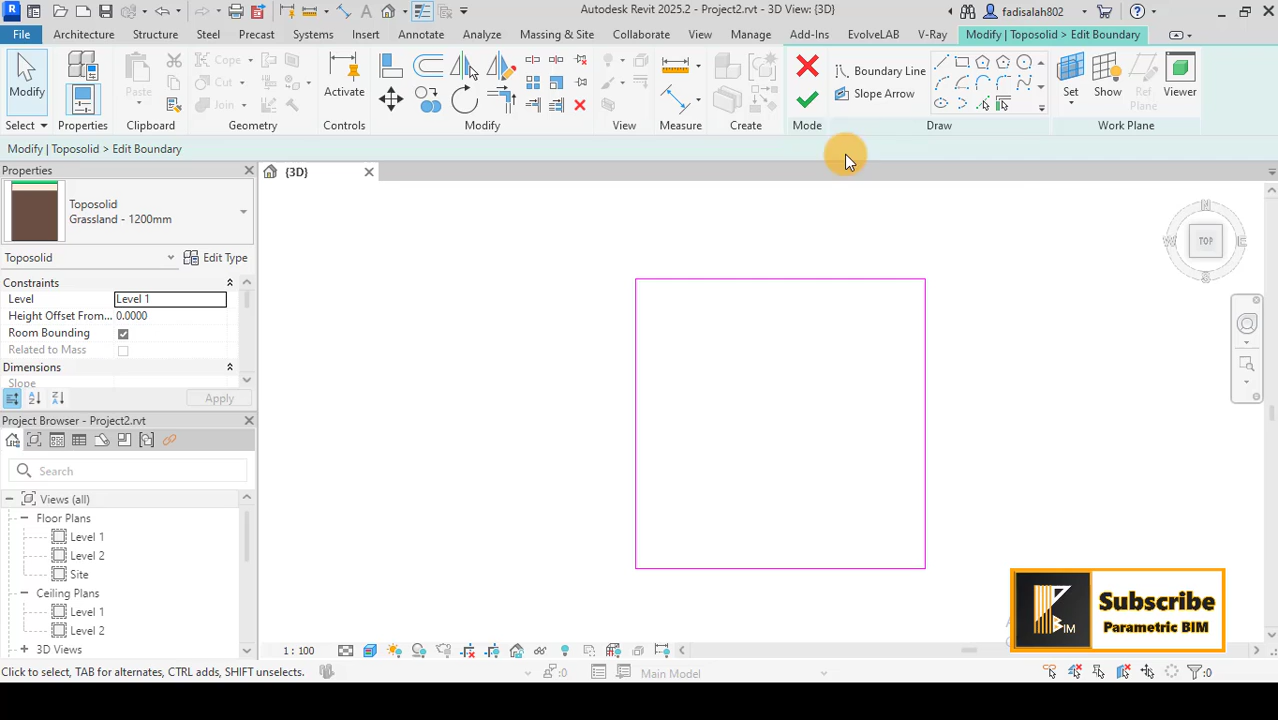 Autodesk Revit 2025.2 - Project2.rvt - 3D View: {3D}
fadisalah802
File
Architecture
Structure
Steel
Precast
Systems
Insert
Annotate
Analyze
Massing & Site
Collaborate
View
Manage
Add-Ins
EvolveLAB
V-Ray
Modify | Toposolid > Edit Boundary
Modify
Paste
Cope
Cut
Join
Activate
Boundary Line
Slope Arrow
Set
Show
Ref
Plane
Viewer
Select
Properties
Clipboard
Geometry
Controls
Modify
View
Measure
Create
Mode
Draw
Work Plane
Modify | Toposolid > Edit Boundary
Properties
{3D}
Toposolid
Grassland - 1200mm
Toposolid
Edit Type
Constraints
Level
Level 1
Height Offset From...
0.0000
Room Bounding
Related to Mass
Dimensions
Slope
Apply
Project Browser - Project2.rvt
Search
Views (all)
Floor Plans
Level 1
Level 2
Site
Ceiling Plans
Level 1
Level 2
3D Views
N
W
TOP
E
S
Subscribe
Parametric BIM
BIM
1 : 100
Click to select, TAB for alternates, CTRL adds, SHIFT unselects.
:0
Main Model
:0